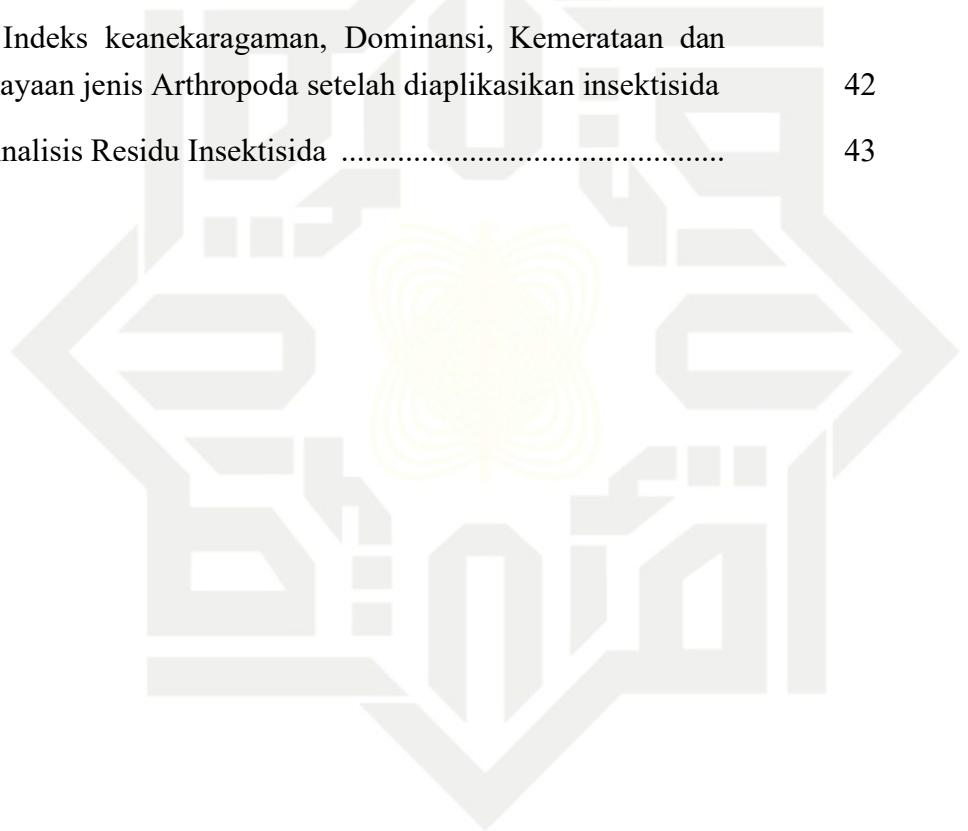 Indeks keanekaragaman, Dominansi, Kemerataan dan
ayaan jenis Arthropoda setelah diaplikasikan insektisida 42
nalisis Residu Insektisida ................................................ 43